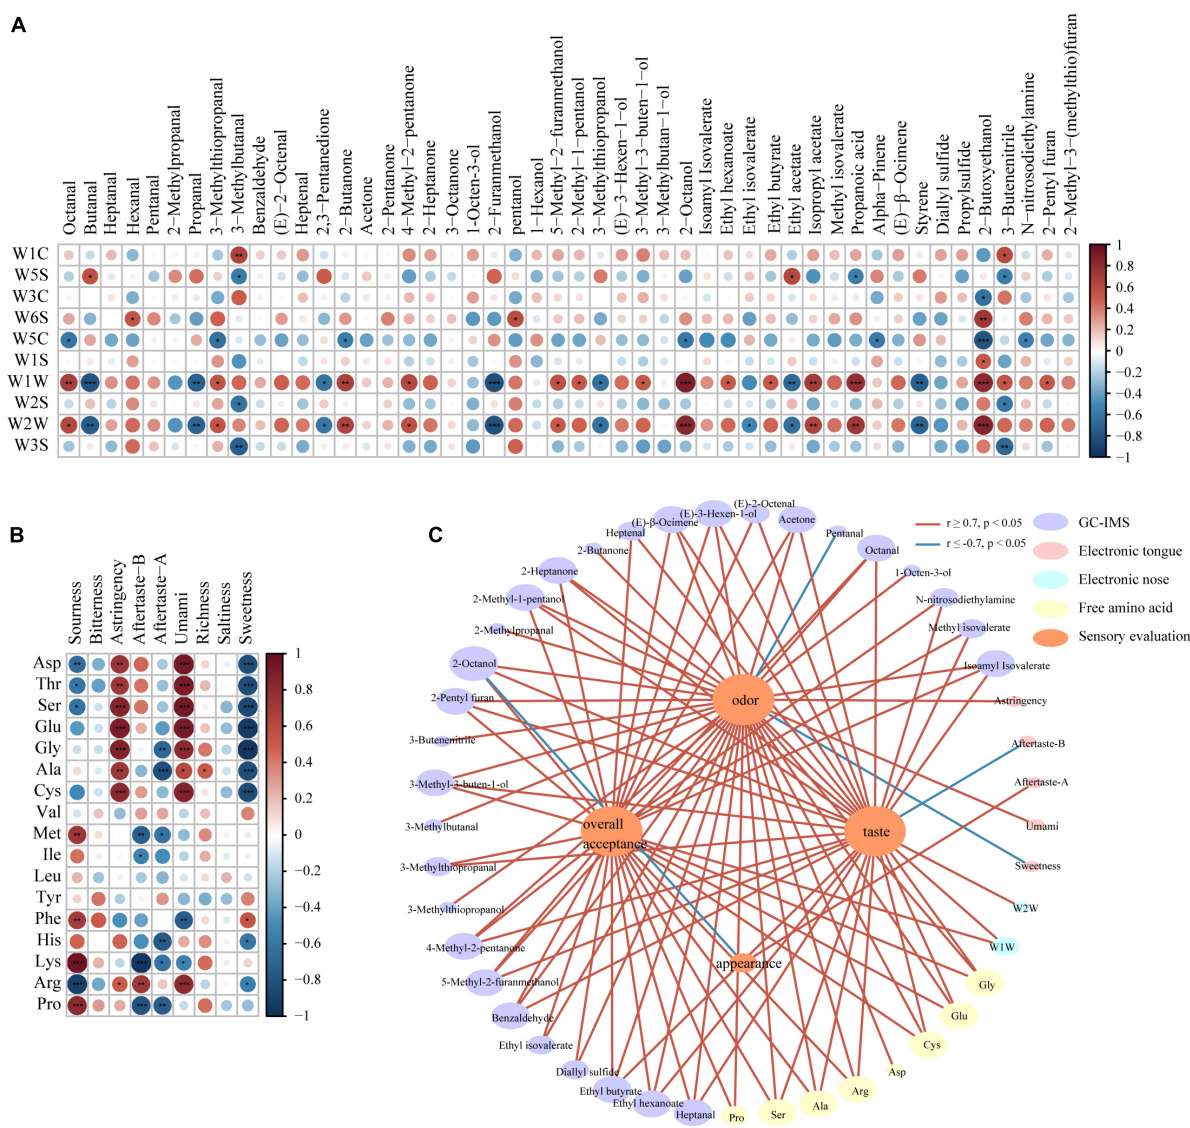 A
Octanal
Butanal
Heptanal
Hexanal
Pentanal
2−Methylpropanal
Propanal
3−Methylthiopropanal
3−Methylbutanal
Benzaldehyde
(E)−2−Octenal
Heptenal
2,3−Pentanedione
2−Butanone
Acetone
2−Pentanone
4−Methyl−2−pentanone
2−Heptanone
3−Octanone
1-Octen-3-ol
2−Furanmethanol
pentanol
1−Hexanol
5−Methyl−2−furanmethanol
2−Methyl−1−pentanol
3−Methylthiopropanol
(E)−3−Hexen−1−ol
3−Methyl−3−buten−1−ol
3−Methylbutan−1−ol
2−Octanol
Isoamyl Isovalerate
Ethyl hexanoate
Ethyl isovalerate
Ethyl butyrate
Ethyl acetate
Isopropyl acetate
Methyl isovalerate
Propanoic acid
Alpha−Pinene
(E)−β−Ocimene
Styrene
Diallyl sulfide
Propylsulfide
2−Butoxyethanol
3−Butenenitrile
N−nitrosodiethylamine
2−Pentyl furan
2−Methyl−3−(methylthio)furan
W1C
W5S
W3C
W6S
W5C
W1S
W1W
W2S
W2W
W3S
1
0.8
0.6
0.4
0.2
0
−0.2
−0.4
−0.6
−0.8
−1
B
Sourness
Bitterness
Astringency
Aftertaste−B
Aftertaste−A
Umami
Richness
Saltiness
Sweetness
Asp
Thr
Ser
Glu
Gly
Ala
Cys
Val
Met
Ile
Leu
Tyr
Phe
His
Lys
Arg
Pro
1
0.8
0.6
0.4
0.2
0
−0.2
−0.4
−0.6
−0.8
−1
C
r ≥ 0.7, p < 0.05
r ≤ -0.7, p < 0.05
GC-IMS
Electronic tongue
Electronic nose
Free amino acid
Sensory evaluation
(E)-2-Octenal
(E)-3-Hexen-1-ol
Acetone
(E)-β-Ocimene
Pentanal
Heptenal
Octanal
2-Butanone
1-Octen-3-ol
2-Heptanone
N-nitrosodiethylamine
2-Methyl-1-pentanol
Methyl isovalerate
2-Methylpropanal
Isoamyl Isovalerate
2-Octanol
2-Pentyl furan
odor
Astringency
3-Butenenitrile
Aftertaste-B
3-Methyl-3-buten-1-ol
Aftertaste-A
3-Methylbutanal
overall
acceptance
taste
Umami
3-Methylthiopropanal
Sweetness
3-Methylthiopropanol
W2W
4-Methyl-2-pentanone
W1W
appearance
5-Methyl-2-furanmethanol
Gly
Benzaldehyde
Glu
Ethyl isovalerate
Cys
Diallyl sulfide
Asp
Ethyl butyrate
Arg
Ethyl hexanoate
Ala
Heptanal
Pro
Ser